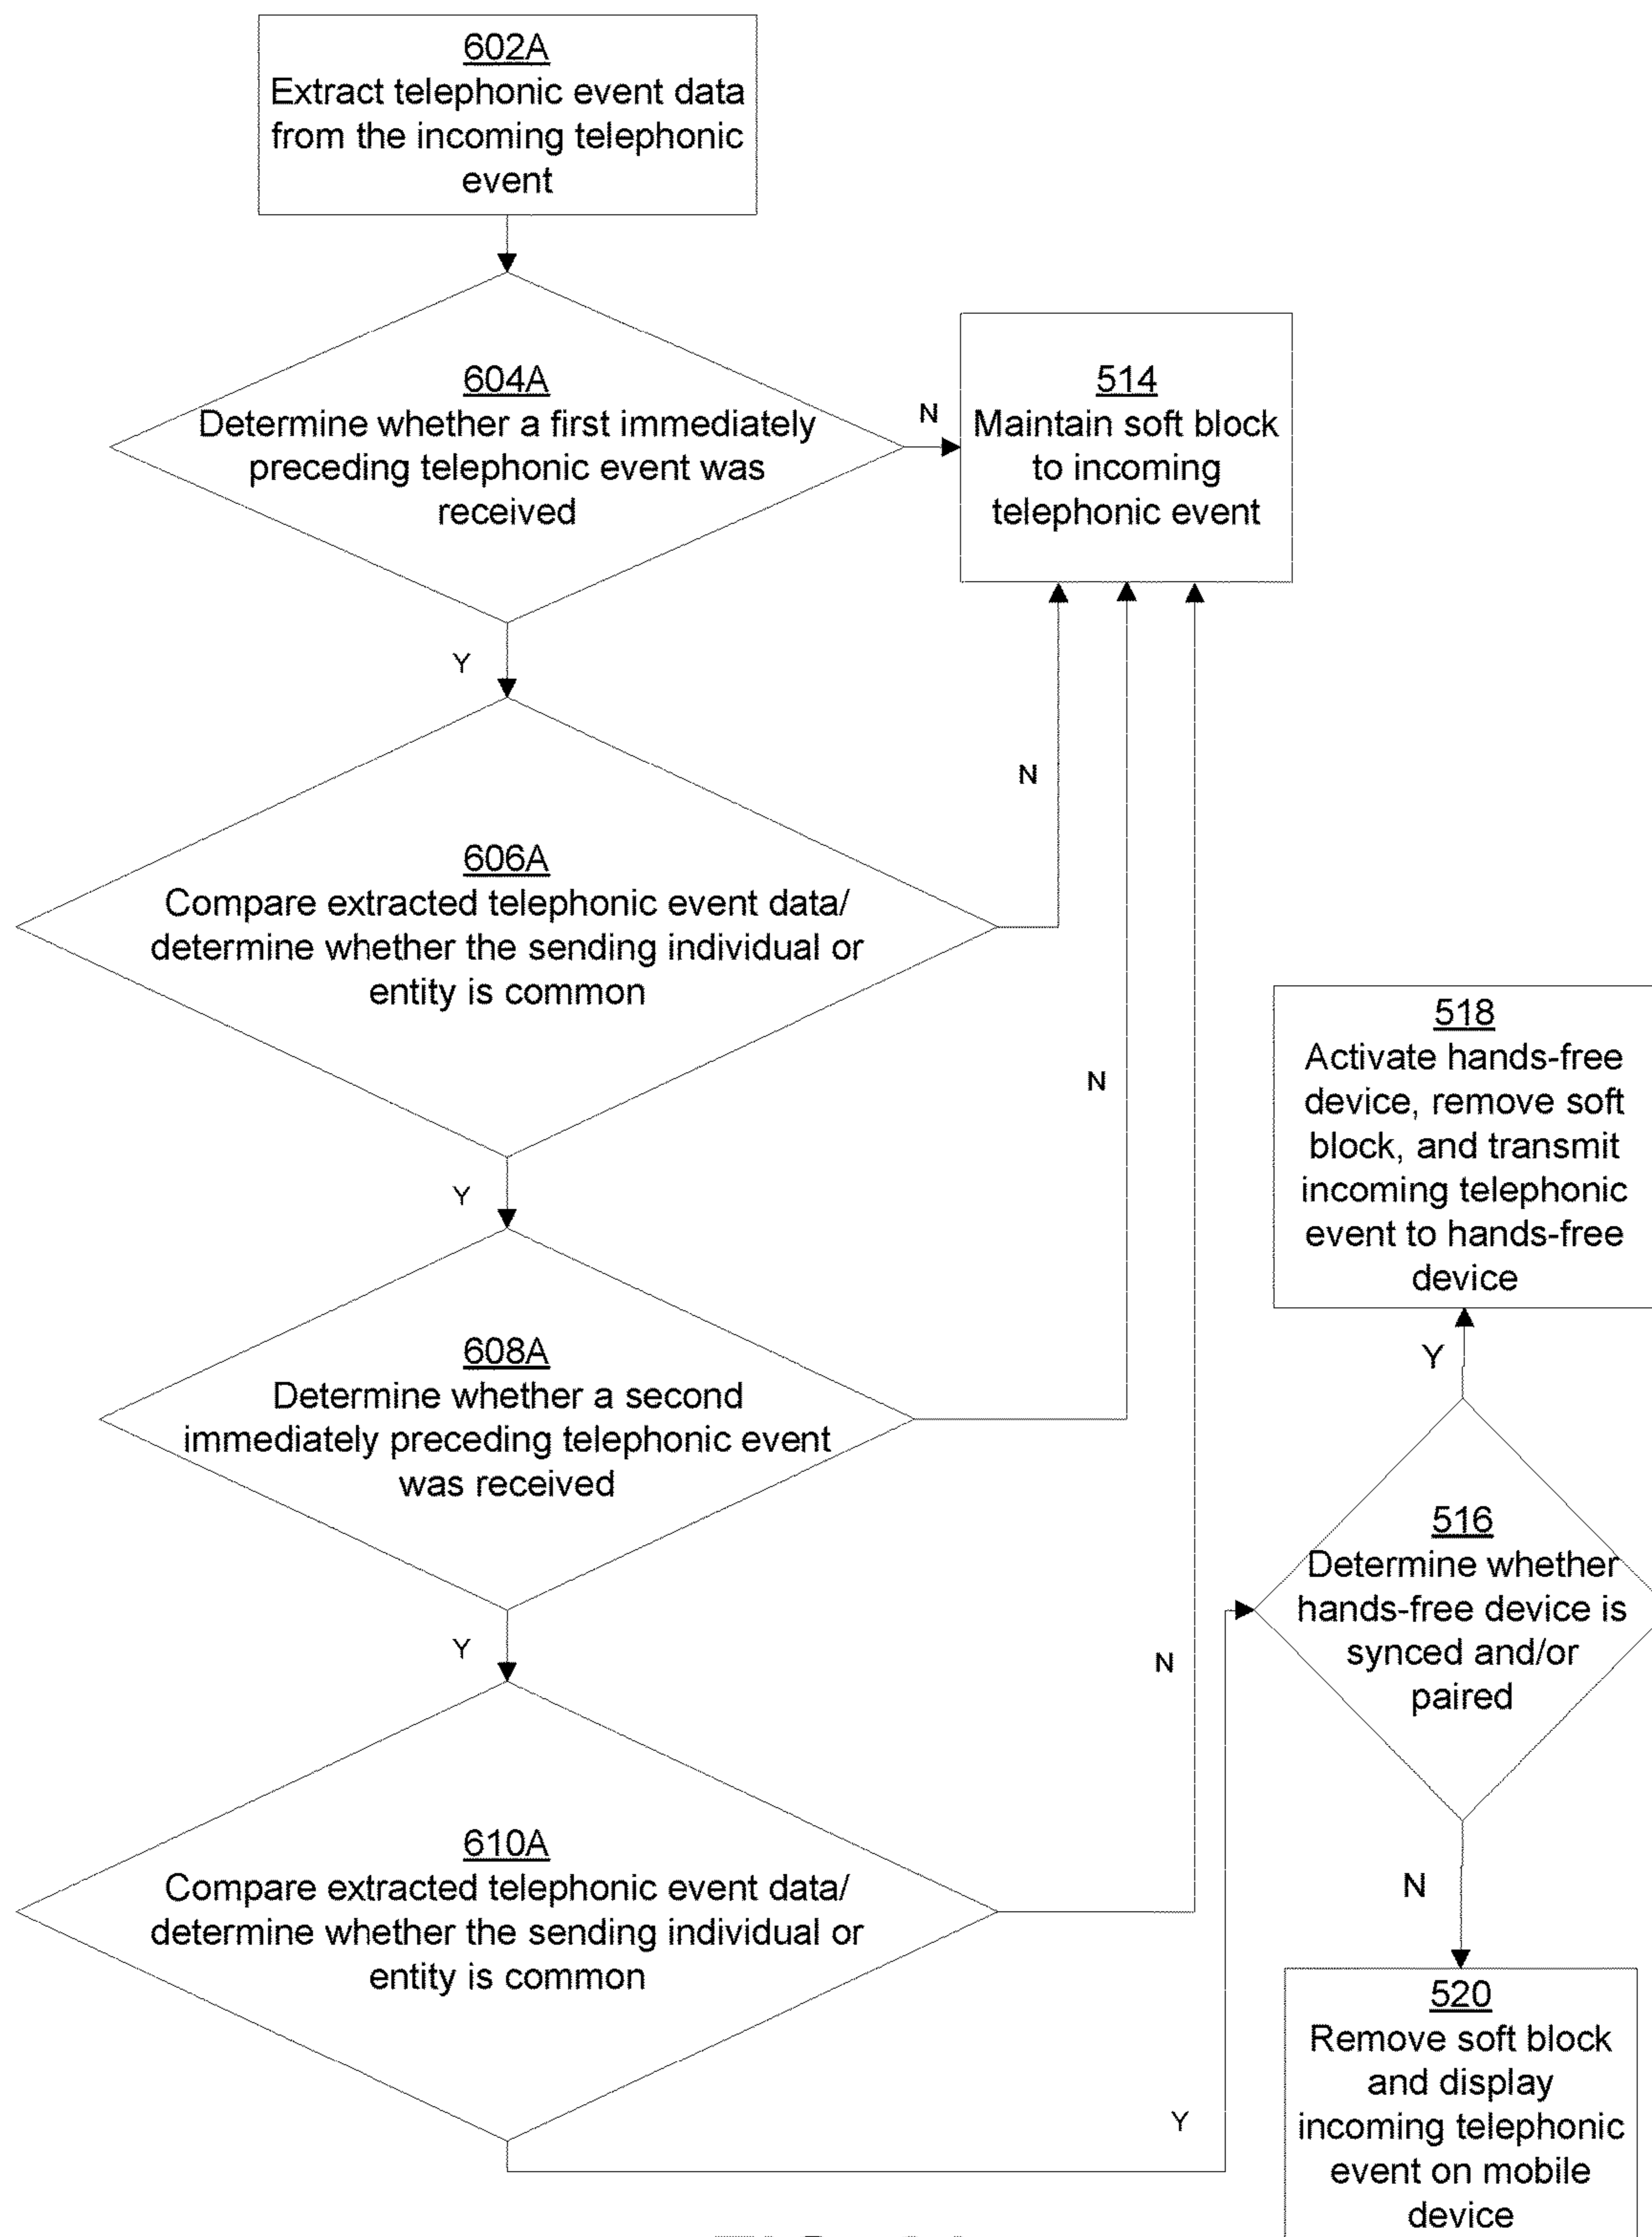 602A
Extract telephonic event data
from the incoming telephonic
event
604A
Determine whether a first immediately
preceding telephonic event was
received
N
514
Maintain soft block
to incoming
telephonic event
Y
606A
Compare extracted telephonic event data/
determine whether the sending individual or
entity is common
N
Y
608A
Determine whether a second
immediately preceding telephonic event
was received
N
518
Activate hands-free
device, remove soft
block, and transmit
incoming telephonic
event to hands-free
device
Y
516
Determine whether
hands-free device is
synced and/or
paired
Y
610A
Compare extracted telephonic event data/
determine whether the sending individual or
entity is common
N
Y
N
520
Remove soft block
and display
incoming telephonic
event on mobile
device